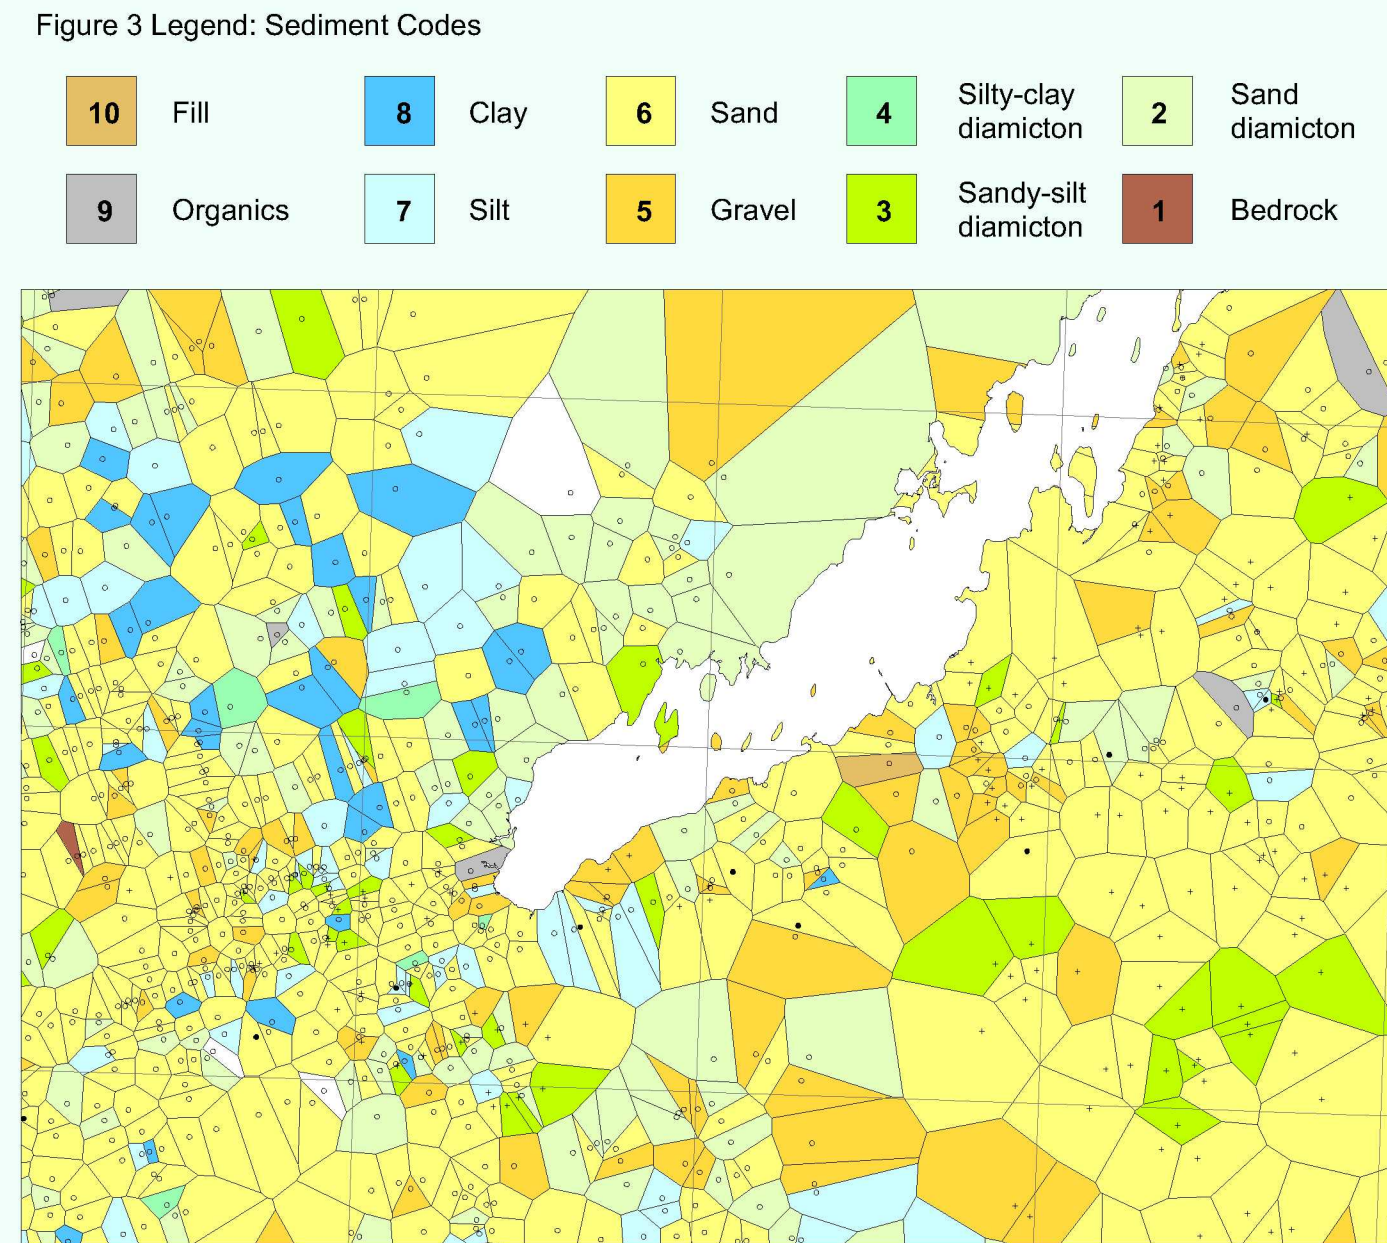 Figure 3 Legend: Sediment Codes
10 Fill
8 Clay
6 Sand
4 Silty-clay
diamicton
2 Sand
diamicton
9 Organics
7 Silt
5 Gravel
3 Sandy-silt
diamicton
1 Bedrock